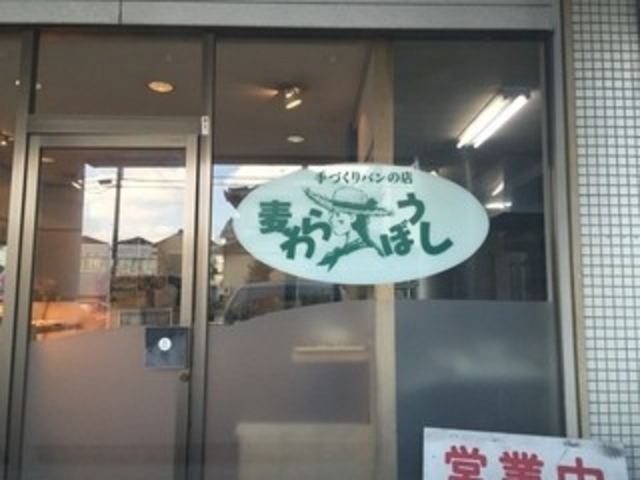 手づくりパンの店
麦わらぼうし
営業中